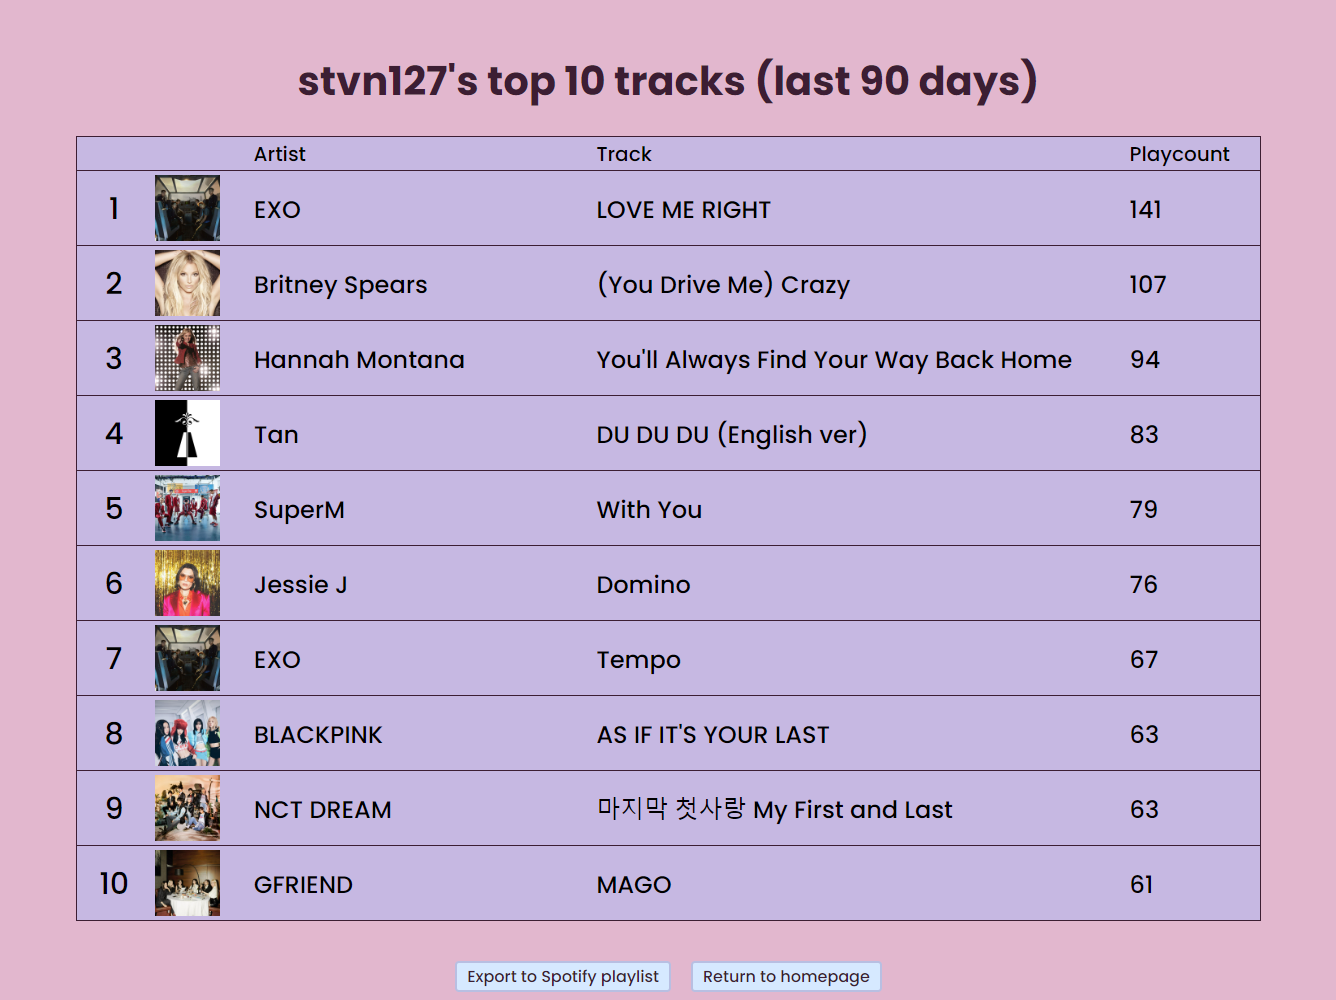 stvn127's top 10 tracks (last 90 days)
Artist Track Playcount
1 EXO LOVE ME RIGHT 141
2 Britney Spears (You Drive Me) Crazy 107
3 Hannah Montana You'll Always Find Your Way Back Home 94
4 Tan DU DU DU (English ver) 83
5 SuperM With You 79
6 Jessie J Domino 76
7 EXO Tempo 67
8 BLACKPINK AS IF IT'S YOUR LAST 63
9 NCT DREAM 마지막 첫사랑 My First and Last 63
10 GFRIEND MAGO 61
Export to Spotify playlist Return to homepage